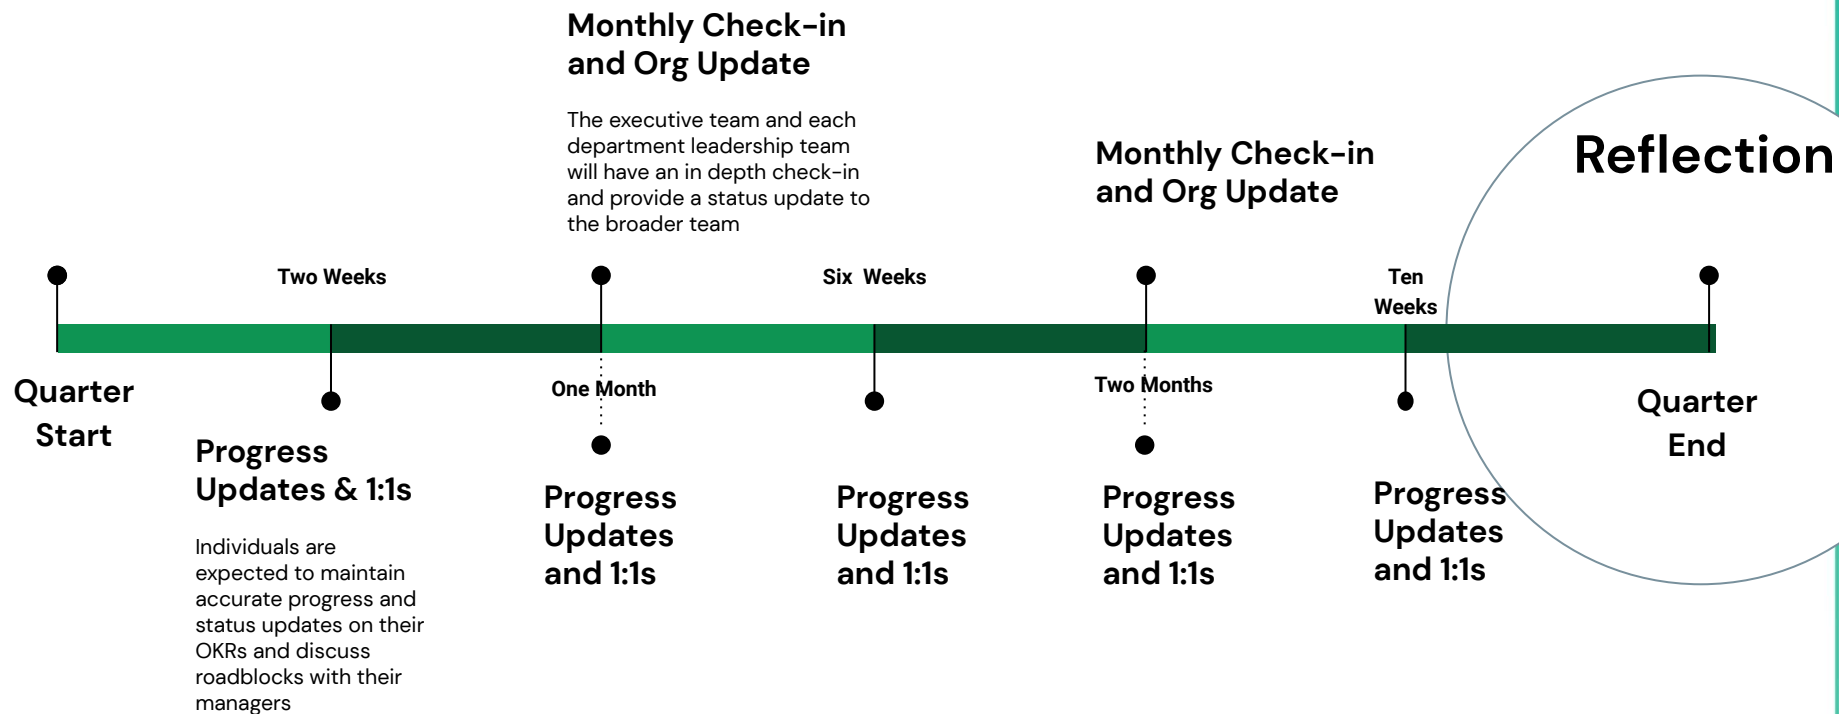 Monthly Check-in
and Org Update
The executive team and each
department leadership team
will have an in depth check-in
and provide a status update to
the broader team
Monthly Check-in
and Org Update
Reflection
Two Weeks
Six  Weeks
Ten
Weeks
Quarter
Start
One Month
Two Months
Quarter
End
Progress
Updates & 1:1s
Individuals are
expected to maintain
accurate progress and
status updates on their
OKRs and discuss
roadblocks with their
managers
Progress
Updates
and 1:1s
Progress
Updates
and 1:1s
Progress
Updates
and 1:1s
Progress
Updates
and 1:1s